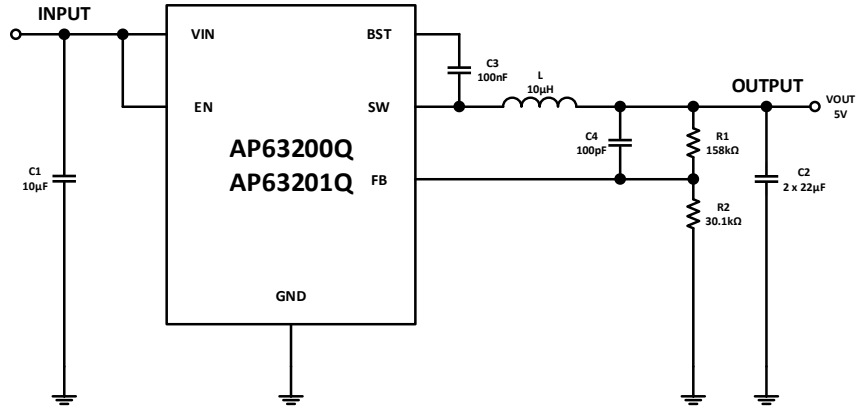 INPUT
VIN
BST
C3
100nF
L
10µH
OUTPUT
VOUT
5V
EN
SW
C4
100pF
R1
158kΩ
AP63200Q
AP63201Q
FB
C1
10µF
C2
2 x 22µF
R2
30.1kΩ
GND